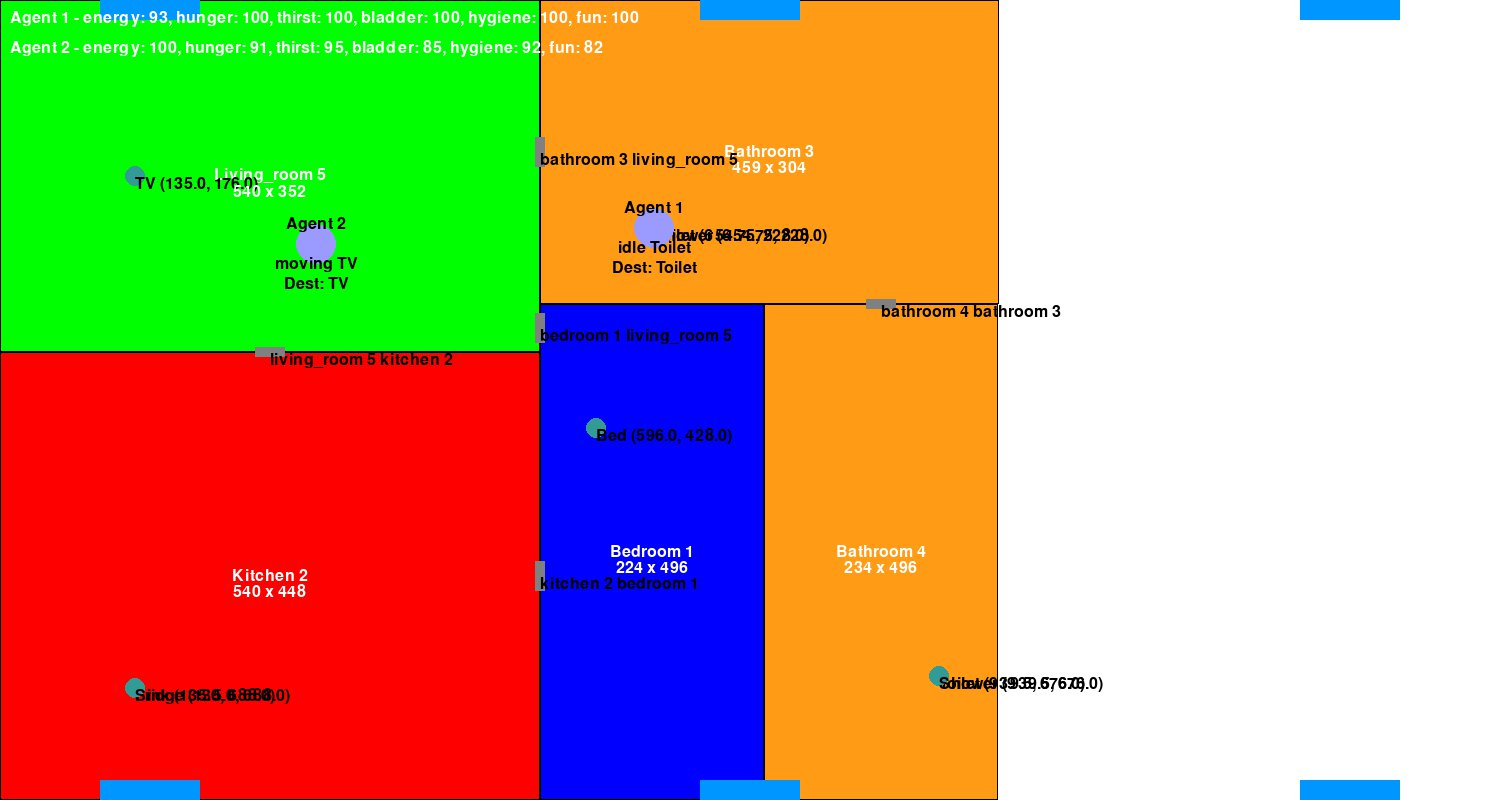 Agent 1 - energy: 93, hunger: 100, thirst: 100, bladder: 100, hygiene: 100, fun: 100
Agent 2 - energy: 100, hunger: 91, thirst: 95, bladder: 85, hygiene: 92, fun: 82
Bathroom 3
459 x 304
bathroom 3 living_room 5
Living_room 5
540 x 352
TV (135.0, 176.0)
Agent 1
Agent 2
idle Toilet
Dest: Toilet
moving TV
Dest: TV
bathroom 4 bathroom 3
bedroom 1 living_room 5
living_room 5 kitchen 2
Bed (596.0, 428.0)
Bedroom 1
224 x 496
Bathroom 4
234 x 496
Kitchen 2
540 x 448
kitchen 2 bedroom 1